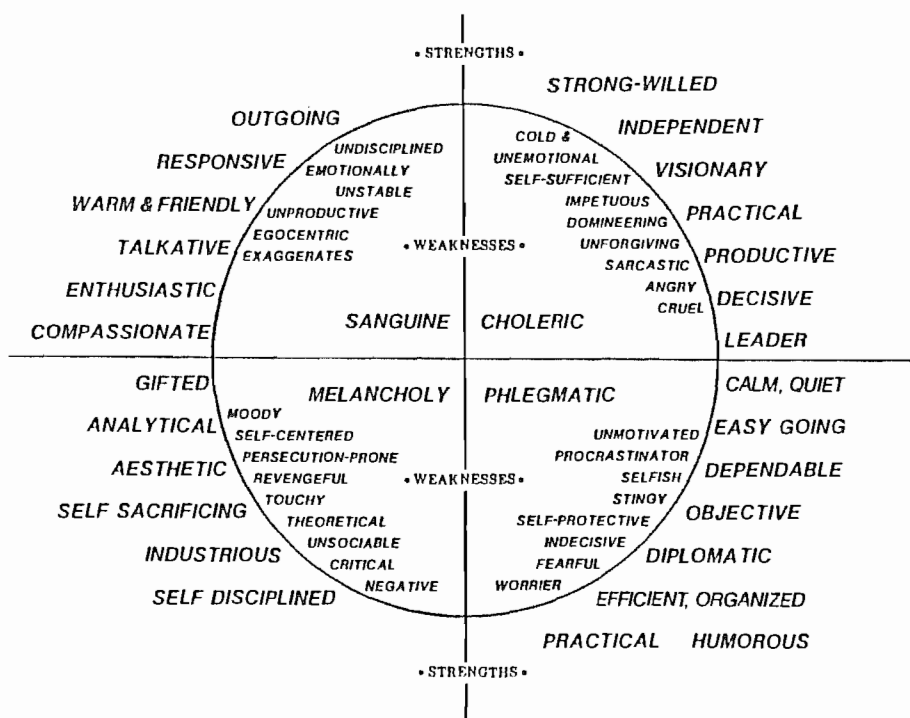 • STRENGTHS •
OUTGOING
RESPONSIVE
WARM & FRIENDLY
TALKATIVE
ENTHUSIASTIC
COMPASSIONATE
UNDISCIPLINED
EMOTIONALLY
UNSTABLE
UNPRODUCTIVE
EGOCENTRIC
EXAGGERATES
SANGUINE
STRONG-WILLED
INDEPENDENT
VISIONARY
PRACTICAL
PRODUCTIVE
DECISIVE
LEADER
COLD &
UNEMOTIONAL
SELF-SUFFICIENT
IMPETUOUS
DOMINEERING
UNFORGIVING
SARCASTIC
ANGRY
CRUEL
CHOLERIC
• WEAKNESSES •
GIFTED
ANALYTICAL
AESTHETIC
SELF SACRIFICING
INDUSTRIOUS
SELF DISCIPLINED
MELANCHOLY
MOODY
SELF-CENTERED
PERSECUTION-PRONE
REVENGEFUL
TOUCHY
THEORETICAL
UNSOCIABLE
CRITICAL
NEGATIVE
• WEAKNESSES •
PHLEGMATIC
UNMOTIVATED
PROCRASTINATOR
SELFISH
STINGY
SELF-PROTECTIVE
INDECISIVE
FEARFUL
WORRIER
CALM, QUIET
EASY GOING
DEPENDABLE
OBJECTIVE
DIPLOMATIC
EFFICIENT, ORGANIZED
PRACTICAL HUMOROUS
• STRENGTHS •